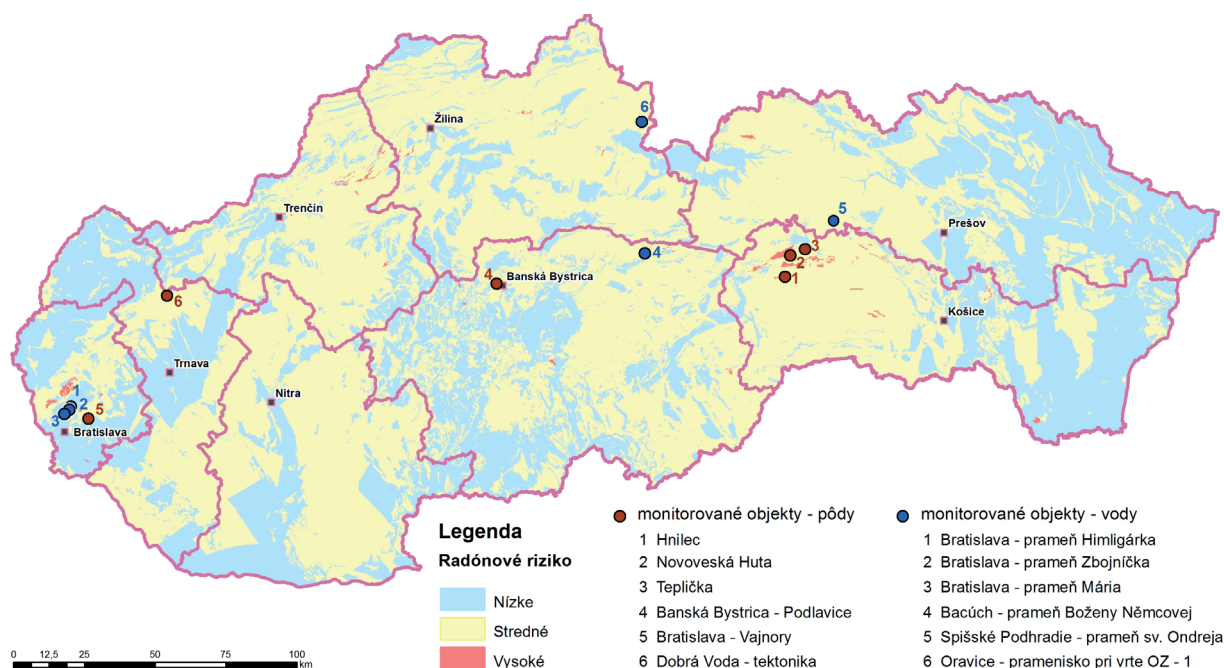 6
Žilina
Trenčín
5
Prešov
3
4
2
4
Banská Bystrica
1
6
Košice
Trnava
Nitra
1
2
5
3
Bratislava
Legenda
Radónové riziko
Nízke
Stredné
Vysoké
monitorované objekty - pôdy
1 Hnilec
2 Novoveská Huta
3 Teplička
4 Banská Bystrica - Podlavice
5 Bratislava - Vajnory
6 Dobrá Voda - tektonika
monitorované objekty - vody
1 Bratislava - prameň Himligárka
2 Bratislava - prameň Zbojníčka
3 Bratislava - prameň Mária
4 Bacúch - prameň Boženy Němcovej
5 Spišské Podhradie - prameň sv. Ondreja
6 Oravice - pramenisko pri vrte OZ - 1
0 12,5 25 50 75 100
km